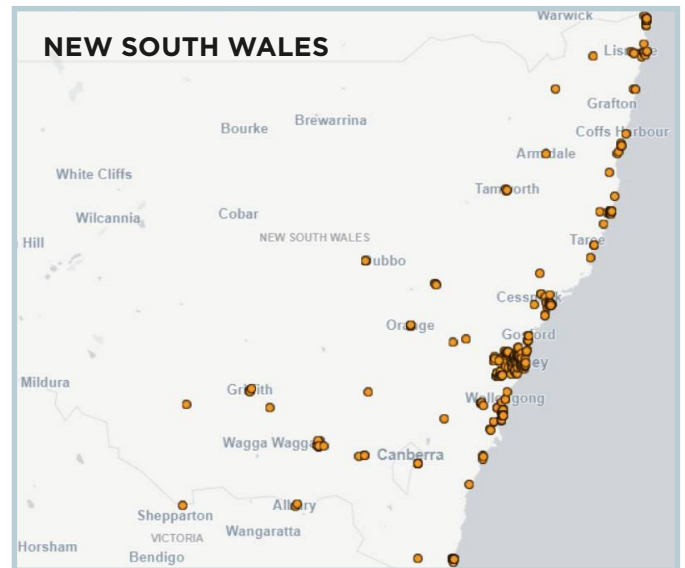 Warwick
NEW SOUTH WALES
Grafton
Bourke
Brewarrina
Coffs Harbour
Armidale
White Cliffs
Tamworth
Wilcannia
Cobar
NEW SOUTH WALES
Hill
Taree
Orange
Gosford
Mildura
Griffith
Wollongong
Wagga Wagga
Canberra
Albury
Shepparton
Wangaratta
VICTORIA
Horsham
Bendigo